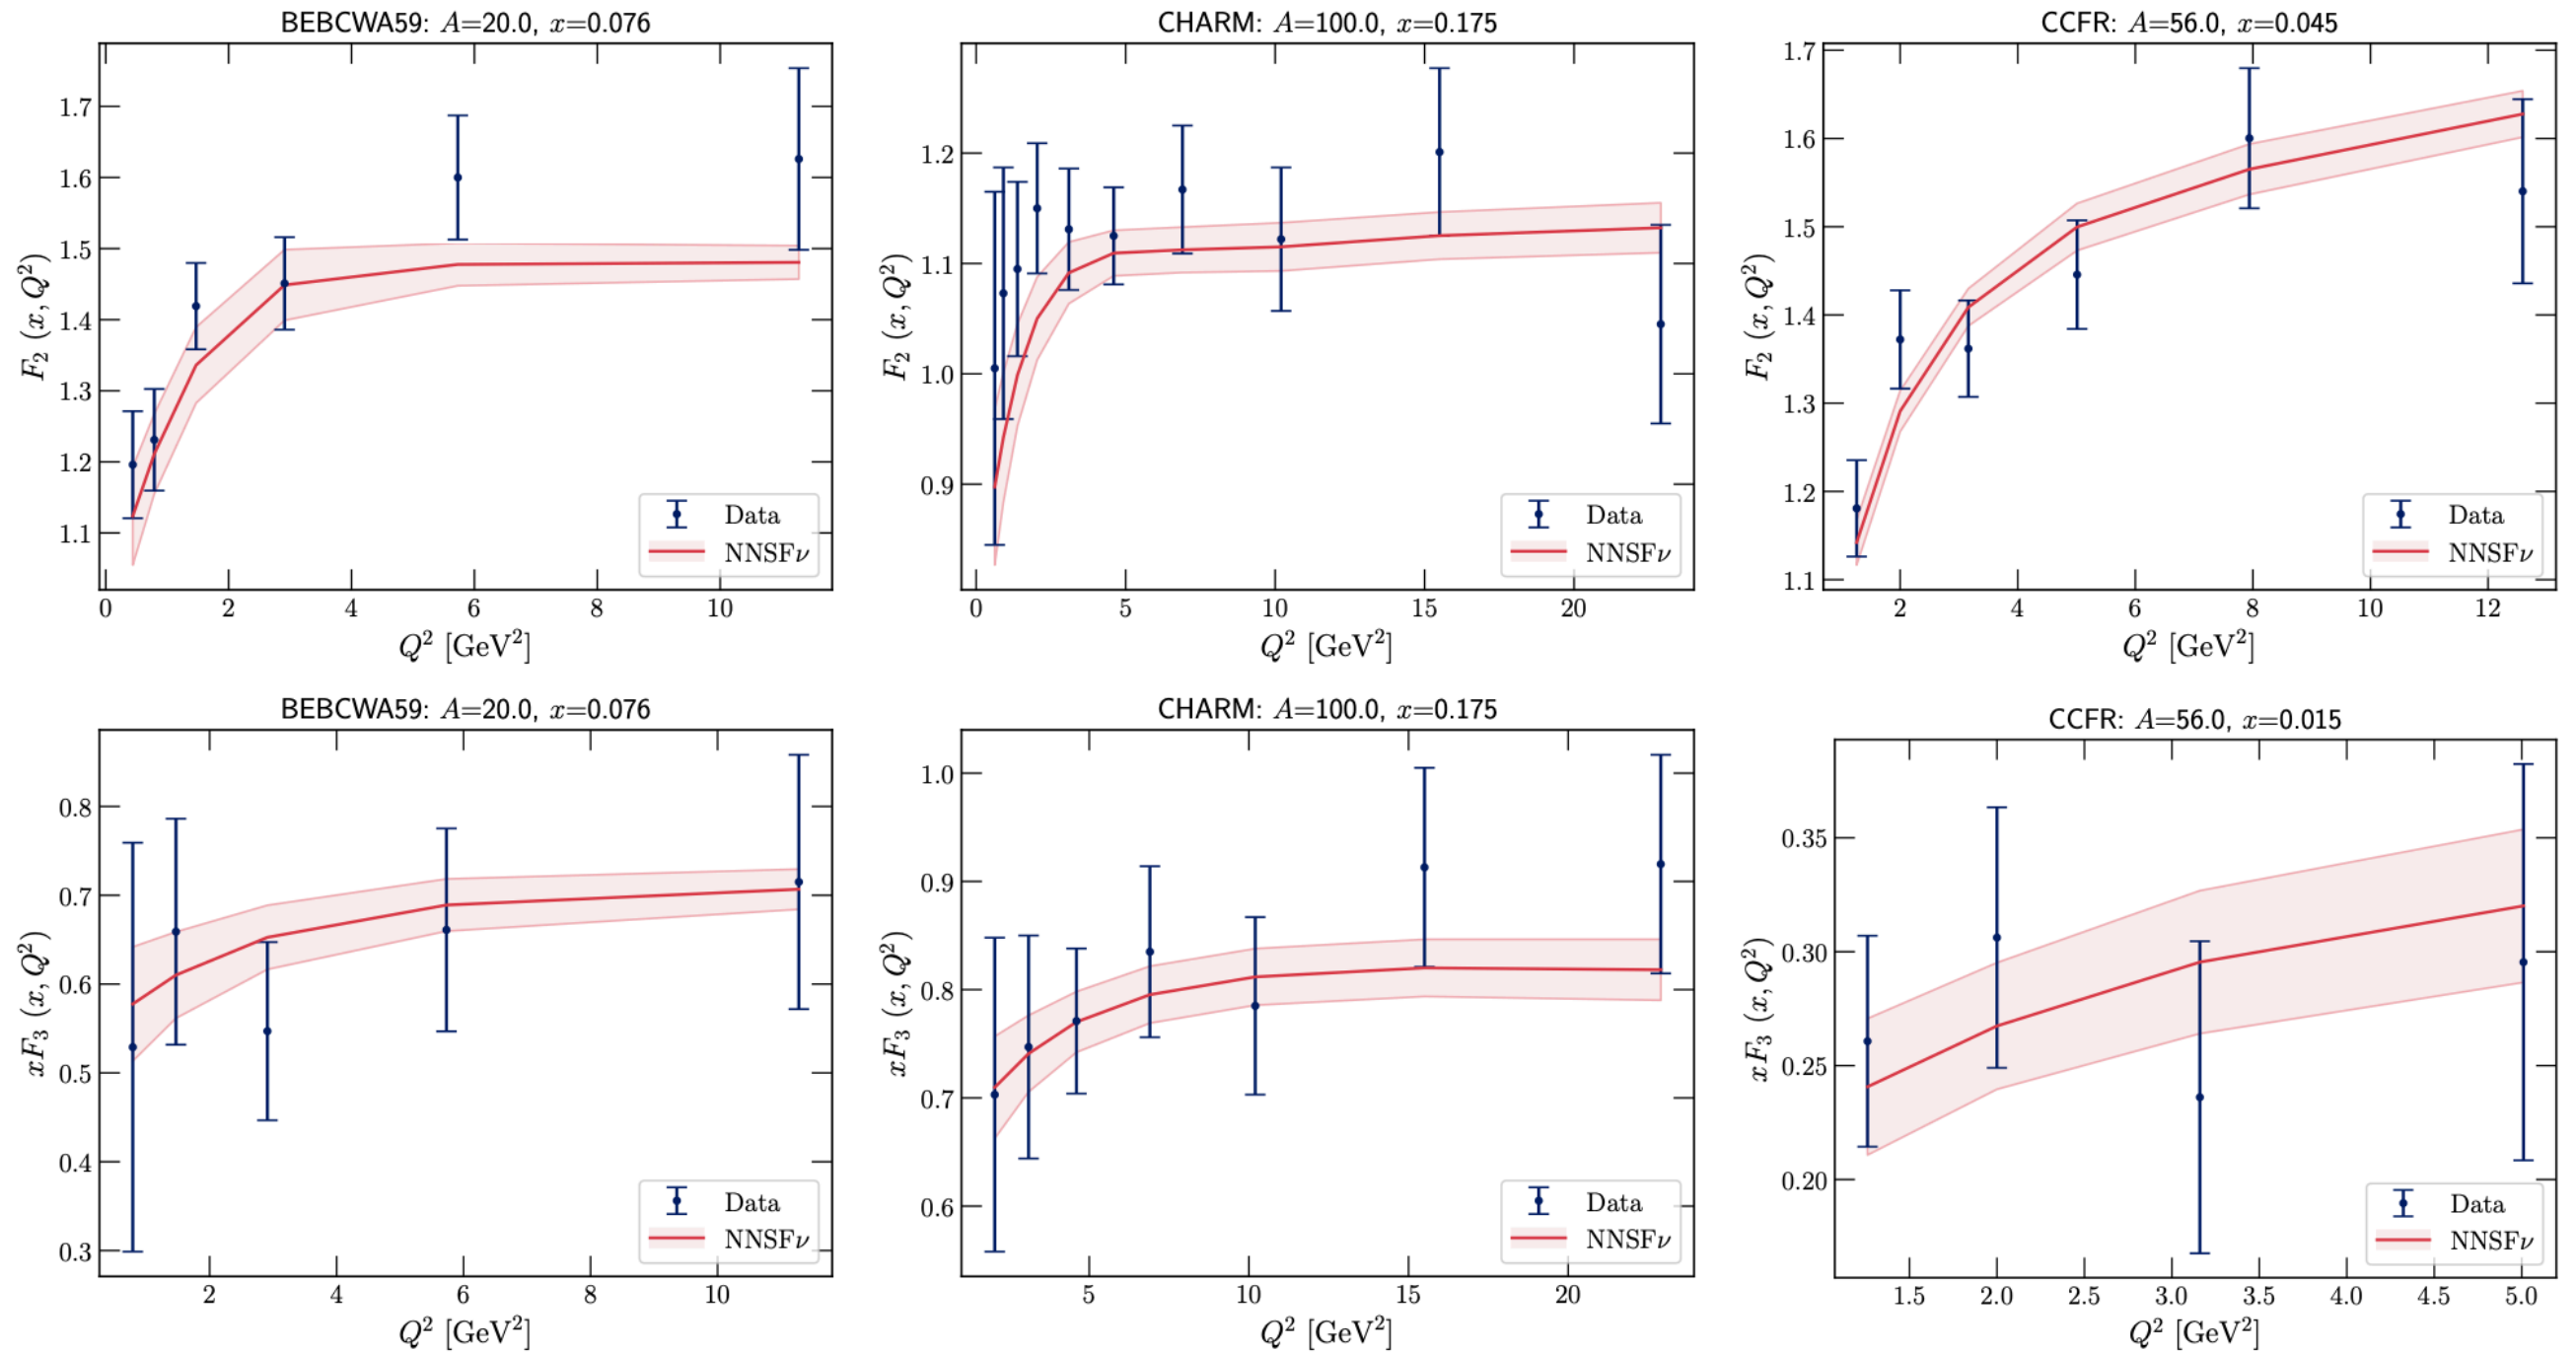 BEBCWA59: A=20.0, x=0.076
F₂ (x, Q²)
1.7
1.6
1.5
1.4
1.3
1.2
1.1
0 2 4 6 8 10
Q² [GeV²]
Data
NNSFν
CHARM: A=100.0, x=0.175
F₂ (x, Q²)
1.2
1.1
1.0
0.9
0 5 10 15 20
Q² [GeV²]
Data
NNSFν
CCFR: A=56.0, x=0.045
F₂ (x, Q²)
1.7
1.6
1.5
1.4
1.3
1.2
1.1
2 4 6 8 10 12
Q² [GeV²]
Data
NNSFν
BEBCWA59: A=20.0, x=0.076
xF₃ (x, Q²)
0.8
0.7
0.6
0.5
0.4
0.3
2 4 6 8 10
Q² [GeV²]
Data
NNSFν
CHARM: A=100.0, x=0.175
xF₃ (x, Q²)
1.0
0.9
0.8
0.7
0.6
5 10 15 20
Q² [GeV²]
Data
NNSFν
CCFR: A=56.0, x=0.015
xF₃ (x, Q²)
0.35
0.30
0.25
0.20
1.5 2.0 2.5 3.0 3.5 4.0 4.5 5.0
Q² [GeV²]
Data
NNSFν